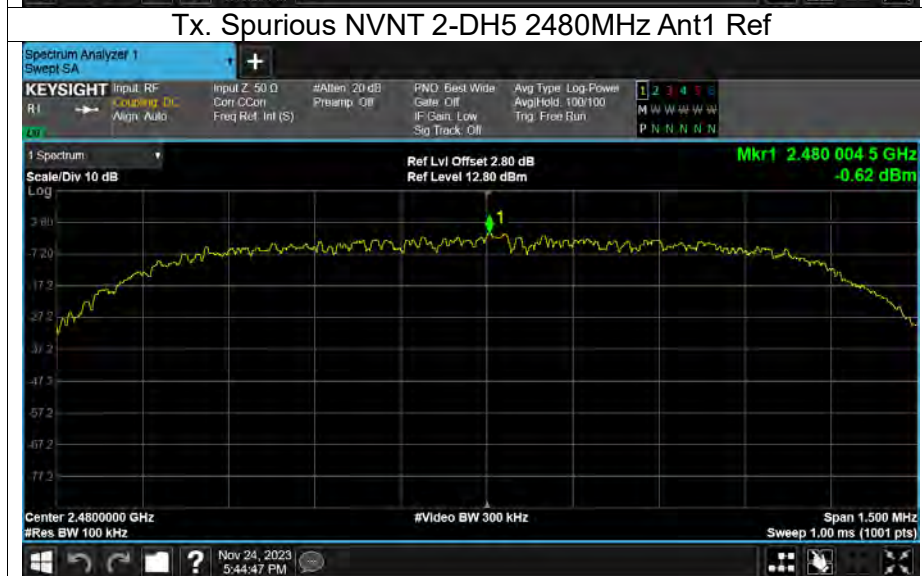 Tx. Spurious NVNT 2-DH5 2480MHz Ant1 Ref
Spectrum Analyzer 1
Swept SA
+
KEYSIGHT Input: RF Input Z: 50 Ω #Atten: 20 dB PNO: Best Wide Avg Type: Log-Power 1 2 3 4 5 6
Coupling: DC Corr CCorr Preamp: Off Gate: Off Avg|Hold: 100/100 M W W W W W
Align: Auto Freq Ref: Int (S) IF Gain: Low Trig: Free Run
Sig Track: Off P N N N N N
1 Spectrum Ref Lvl Offset 2.80 dB Mkr1 2.480 004 5 GHz
Scale/Div 10 dB Ref Level 12.80 dBm -0.62 dBm
Log
1
-7.20
-17.2
-27.2
-37.2
-47.2
-57.2
-67.2
-77.2
Center 2.4800000 GHz #Video BW 300 kHz Span 1.500 MHz
#Res BW 100 kHz Sweep 1.00 ms (1001 pts)
? Nov 24, 2023
5:44:47 PM